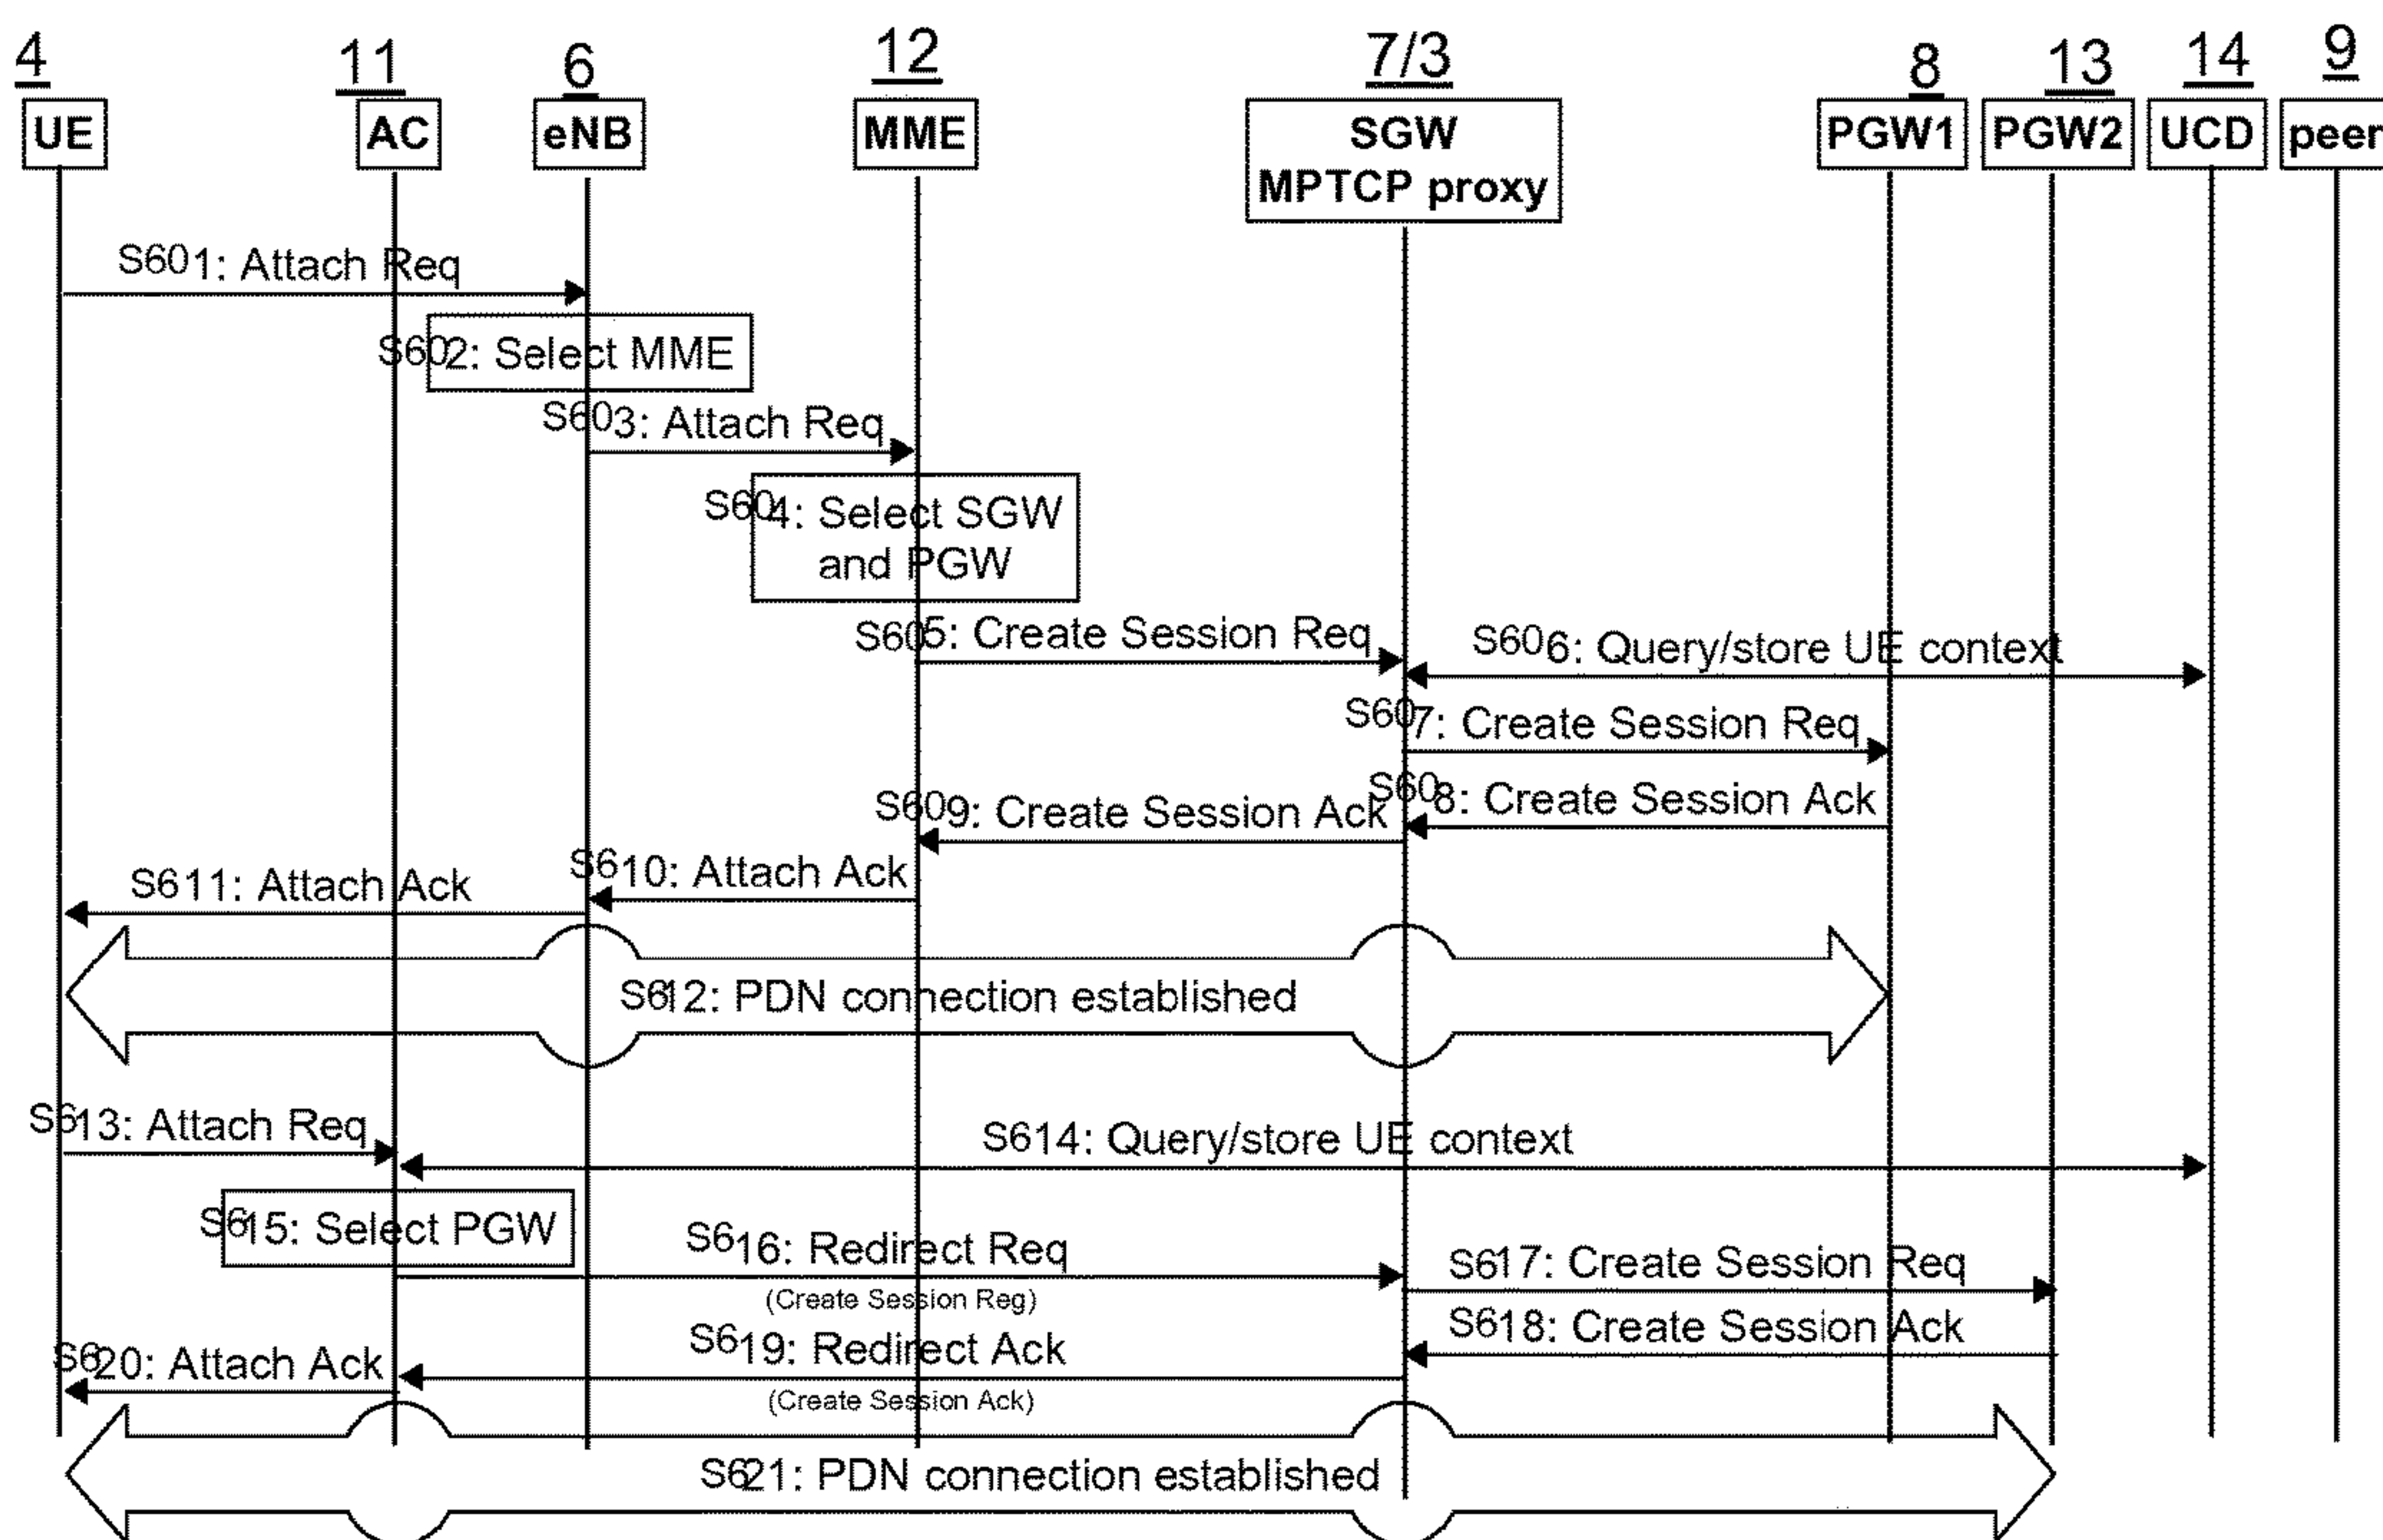 4 11 6 12 7/3 8 13 14 9
UE AC eNB MME SGW PGW1 PGW2 UCD peer
MPTCP proxy
S601: Attach Req
S602: Select MME
S603: Attach Req
S604: Select SGW
and PGW
S605: Create Session Req
S606: Query/store UE context
S607: Create Session Req
S608: Create Session Ack
S609: Create Session Ack
S610: Attach Ack
S611: Attach Ack
S612: PDN connection established
S613: Attach Req
S614: Query/store UE context
S615: Select PGW
S616: Redirect Req
(Create Session Reg)
S617: Create Session Req
S618: Create Session Ack
S619: Redirect Ack
(Create Session Ack)
S620: Attach Ack
S621: PDN connection established